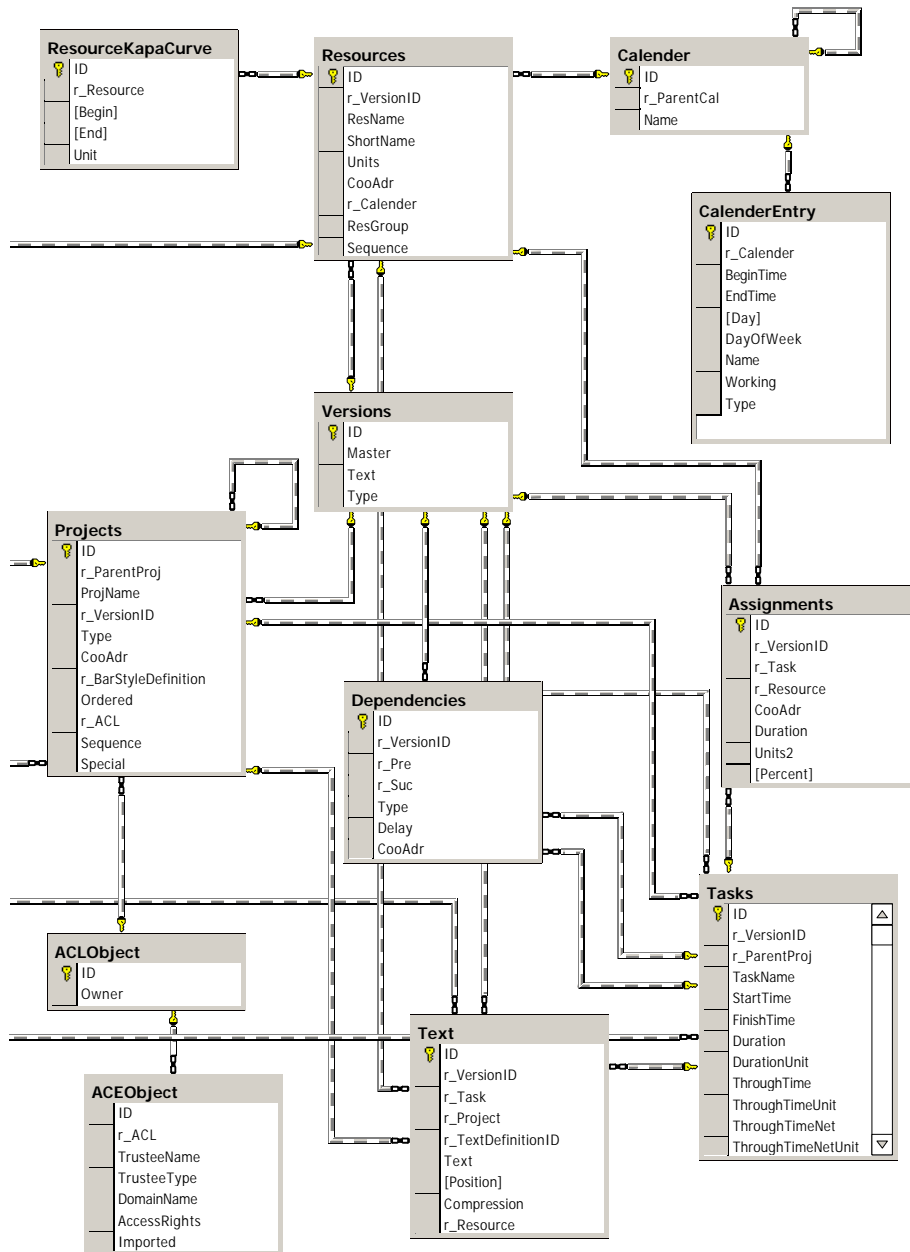 ResourceKapaCurve
ID
r_Resource
[Begin]
[End]
Unit
Resources
ID
r_VersionID
ResName
ShortName
Units
CooAdr
r_Calender
ResGroup
Sequence
Calender
ID
r_ParentCal
Name
CalenderEntry
ID
r_Calender
BeginTime
EndTime
[Day]
DayOfWeek
Name
Working
Type
Versions
ID
Master
Text
Type
Projects
ID
r_ParentProj
ProjName
r_VersionID
Type
CooAdr
r_BarStyleDefinition
Ordered
r_ACL
Sequence
Special
Assignments
ID
r_VersionID
r_Task
r_Resource
CooAdr
Duration
Units2
[Percent]
Dependencies
ID
r_VersionID
r_Pre
r_Suc
Type
Delay
CooAdr
Tasks
ID
r_VersionID
r_ParentProj
TaskName
StartTime
FinishTime
Duration
DurationUnit
ThroughTime
ThroughTimeUnit
ThroughTimeNet
ThroughTimeNetUnit
ACLObject
ID
Owner
Text
ID
r_VersionID
r_Task
r_Project
r_TextDefinitionID
Text
[Position]
Compression
r_Resource
ACEObject
ID
r_ACL
TrusteeName
TrusteeType
DomainName
AccessRights
Imported